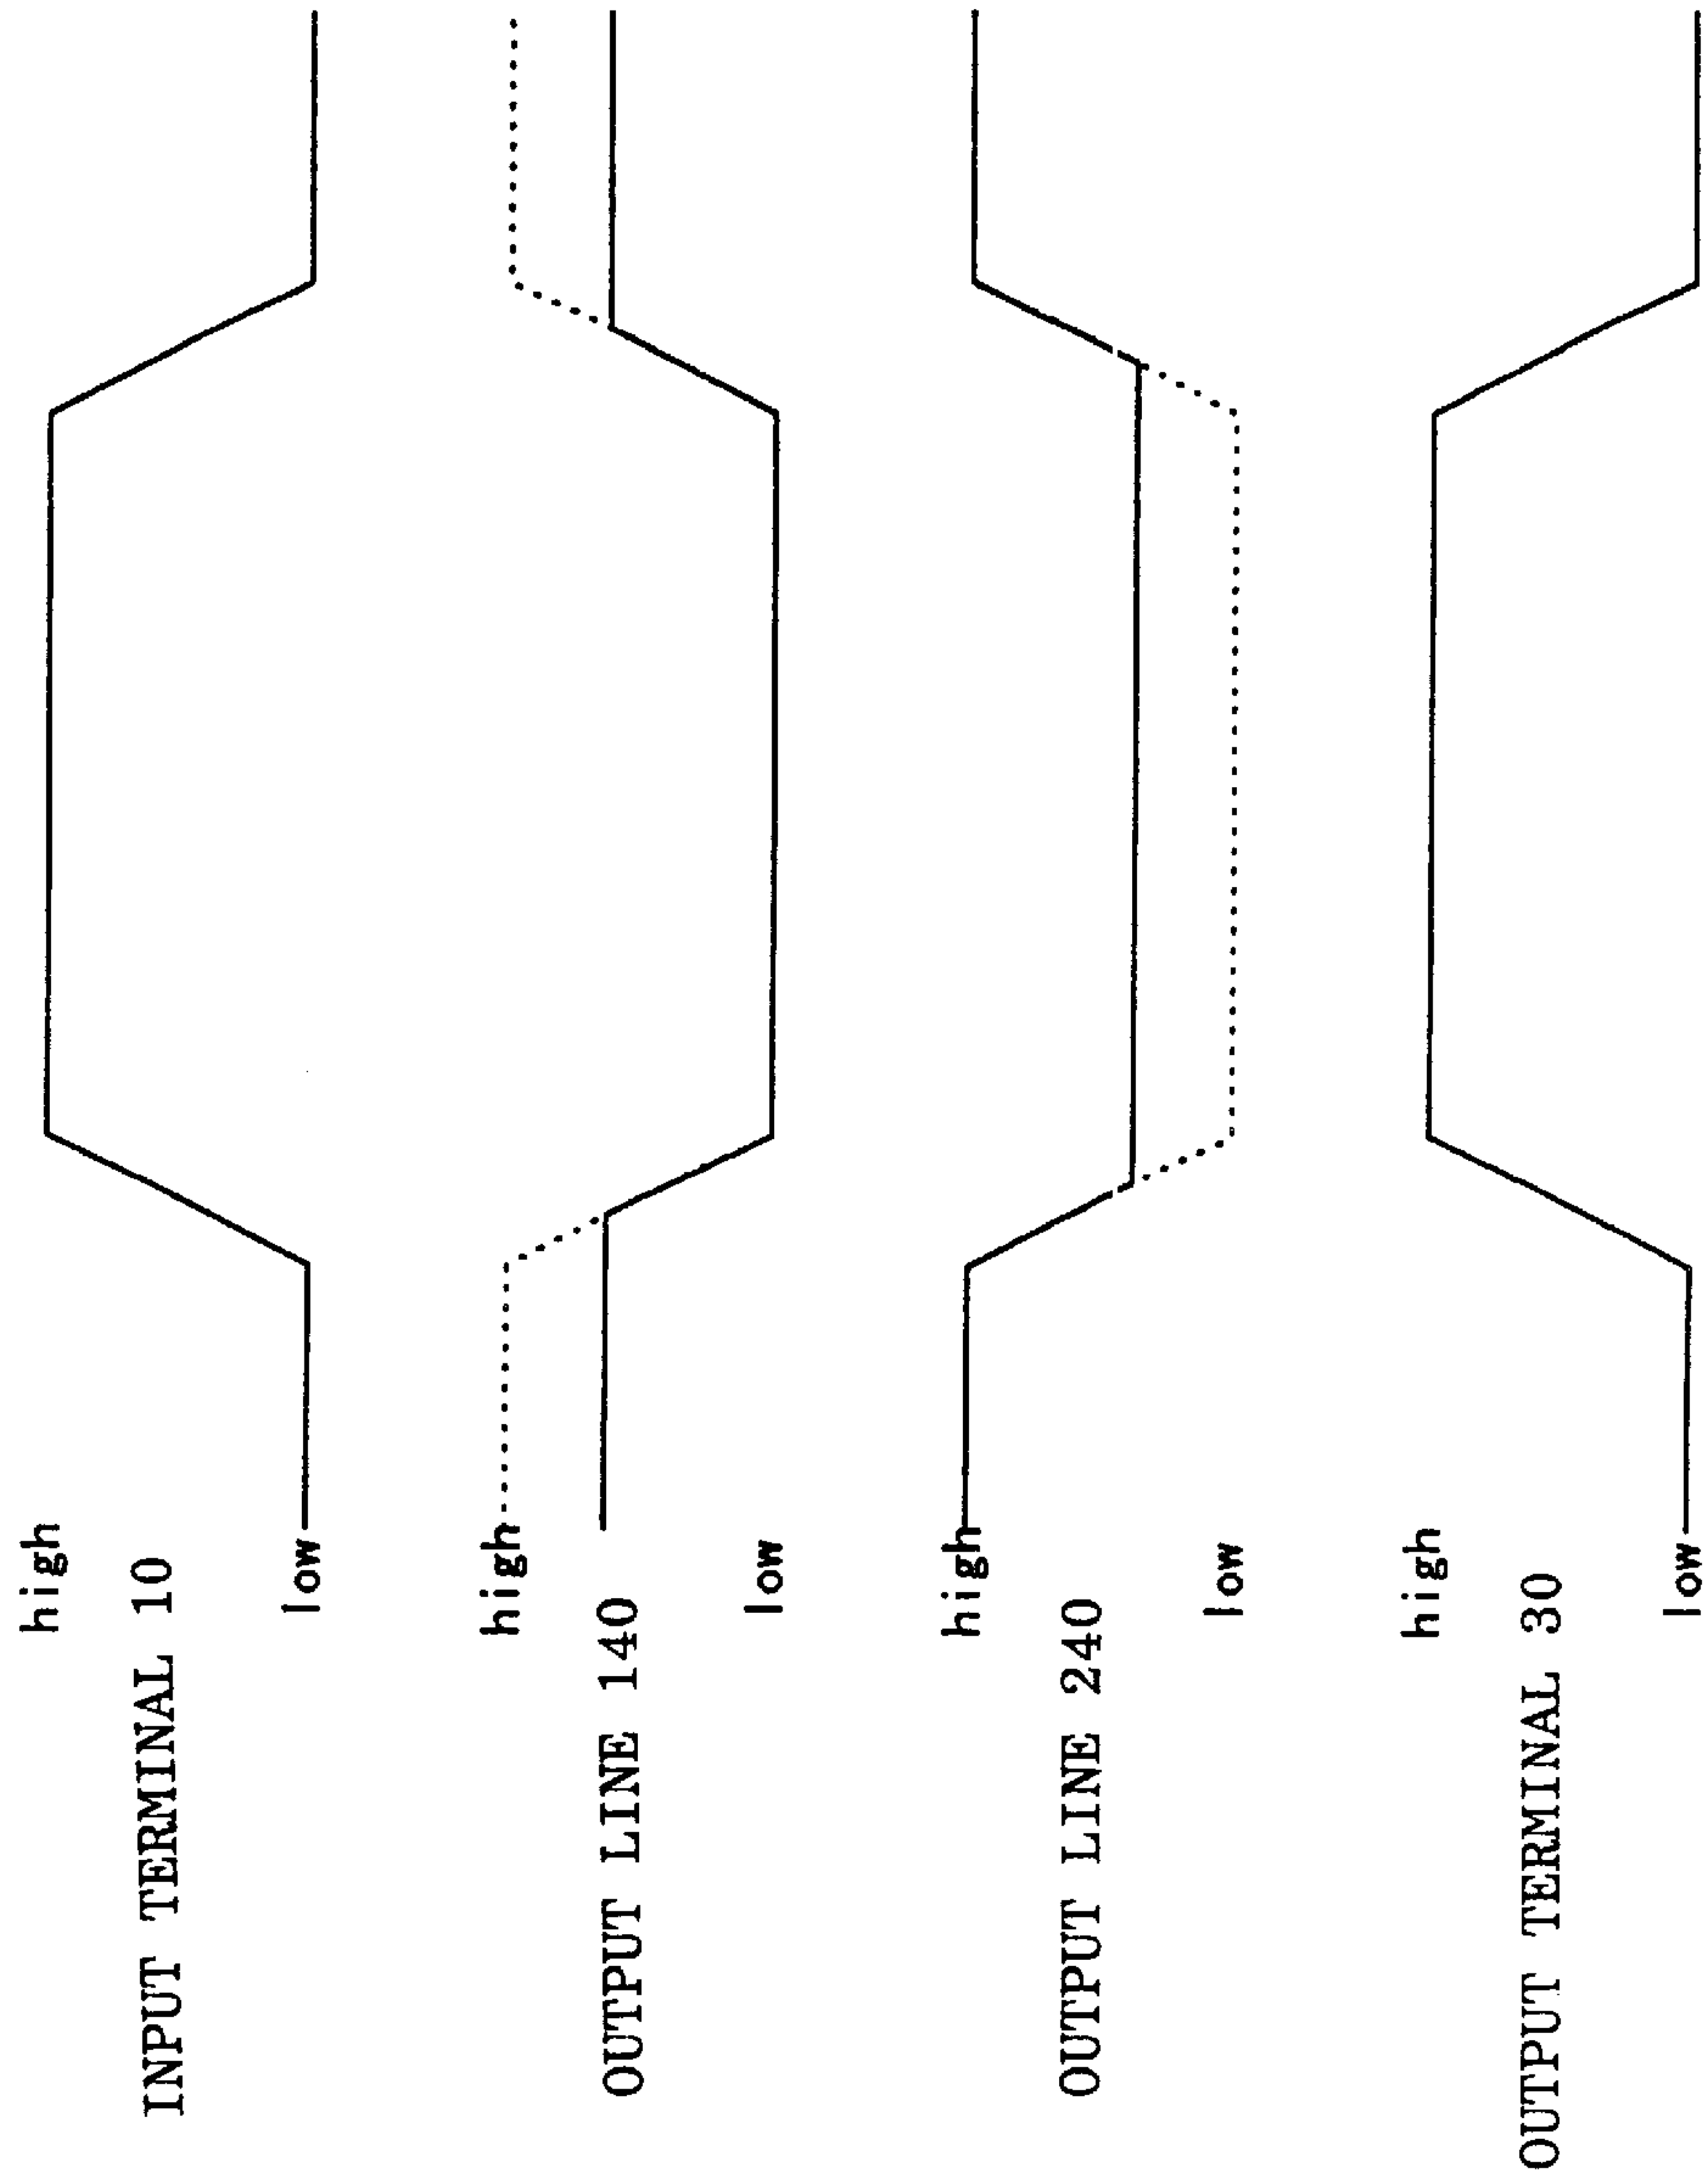 high
INPUT TERMINAL 10
low
high
OUTPUT LINE 140
low
high
OUTPUT LINE 240
low
high
OUTPUT TERMINAL 30
low